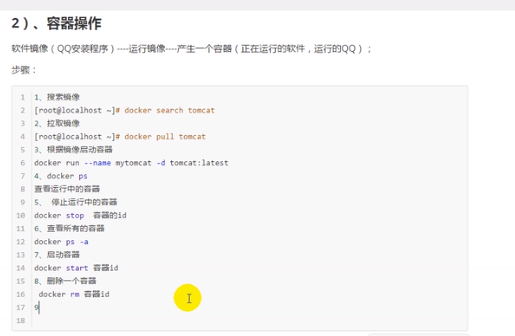 2）、容器操作
软件镜像（QQ安装程序）----运行镜像----产生一个容器（正在运行的软件，运行的QQ）；
步骤：
1 1、搜索镜像
2 [root@localhost ~]# docker search tomcat
3 2、拉取镜像
4 [root@localhost ~]# docker pull tomcat
5 3、根据镜像启动容器
6 docker run --name mytomcat -d tomcat:latest
7 4、docker ps
8 查看运行中的容器
9 5、 停止运行中的容器
10 docker stop  容器的id
11 6、查看所有的容器
12 docker ps -a
13 7、启动容器
14 docker start 容器id
15 8、删除一个容器
16  docker rm 容器id
17 9
18